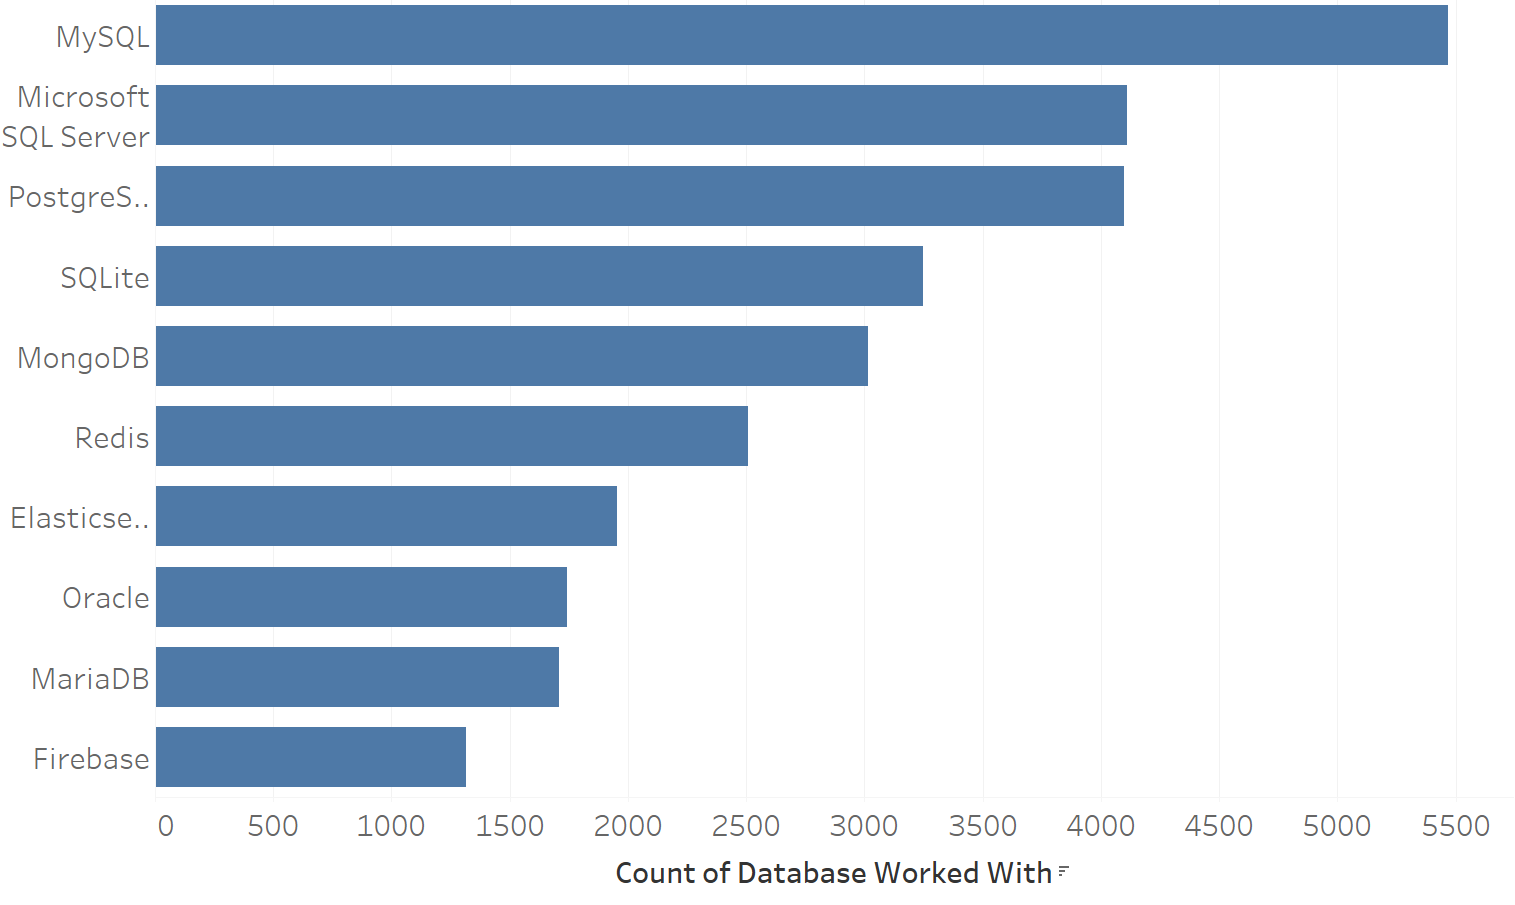 MySQL
Microsoft
SQL Server
PostgreS..
SQLite
MongoDB
Redis
Elasticse..
Oracle
MariaDB
Firebase
0 500 1000 1500 2000 2500 3000 3500 4000 4500 5000 5500
Count of Database Worked With